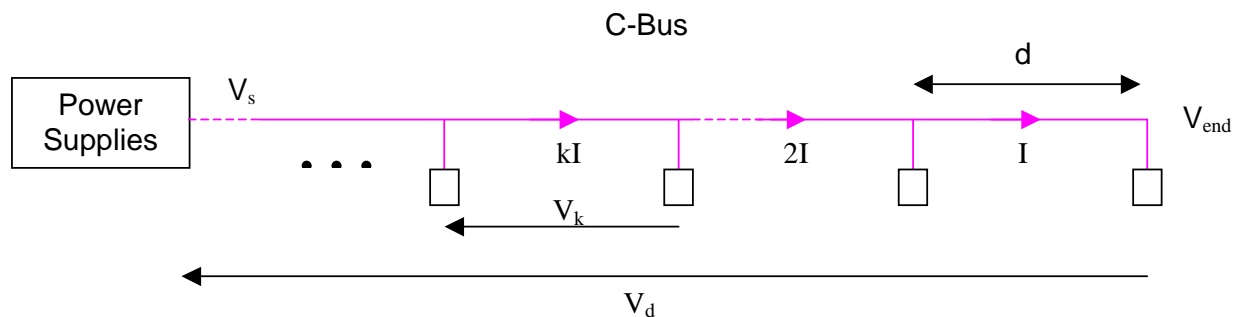 C-Bus
d
Power
Supplies
Vs
Vend
kI
2I
I
Vk
Vd